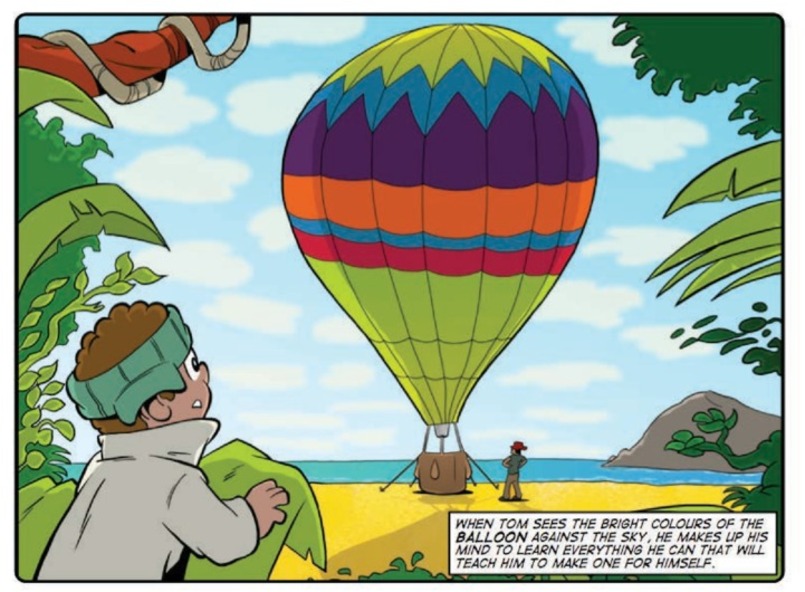 WHEN TOM SEES THE BRIGHT COLOURS OF THE
BALLOON AGAINST THE SKY, HE MAKES UP HIS
MIND TO LEARN EVERYTHING HE CAN THAT WILL
TEACH HIM TO MAKE ONE FOR HIMSELF.